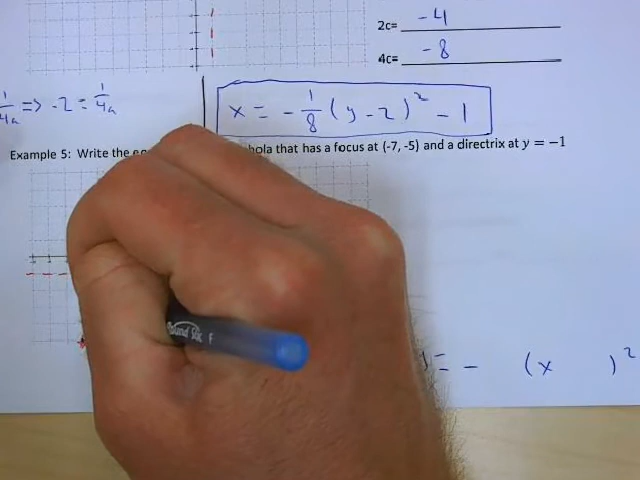 2c= -4
4c= -8
1/4a => -2 = 1/4a
x = - 1/8 (y - 2)² - 1
Example 5: Write the that has a focus at (-7, -5) and a directrix at y = -1
= - (x )²
F